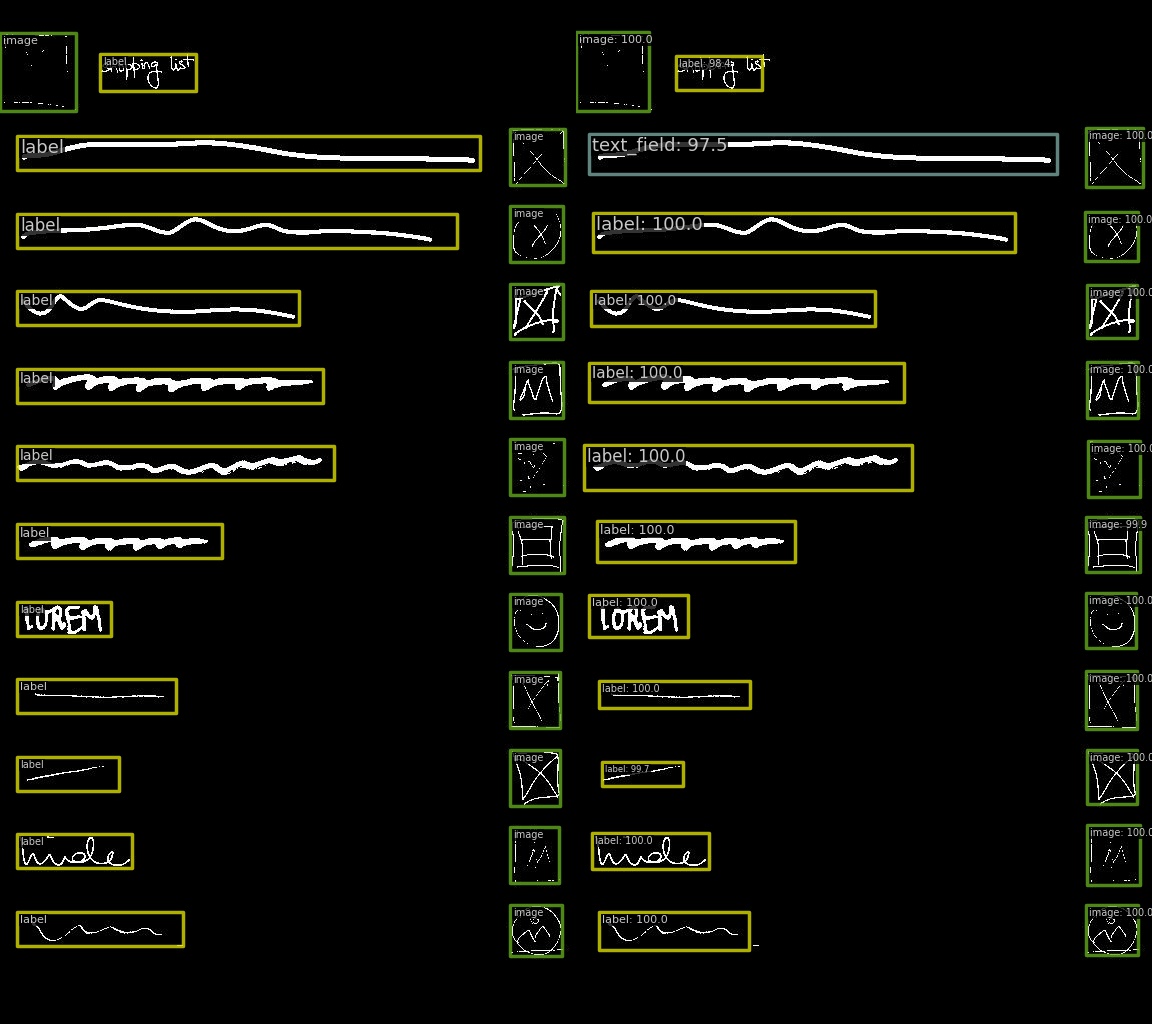 image image: 100.0
label shopping list label: 98.4 list
label image text_field: 97.5 image: 100.0
label image label: 100.0 image: 100.0
label image label: 100.0 image: 100.0
label image label: 100.0 image: 100.0
label image label: 100.0 image: 100.0
label image label: 100.0 image: 99.9
label LOREM image label: 100.0 LOREM image: 100.0
label image label: 100.0 image: 100.0
label image label: 99.7 image: 100.0
label image label: 100.0 image: 100.0
label image label: 100.0 image: 100.0